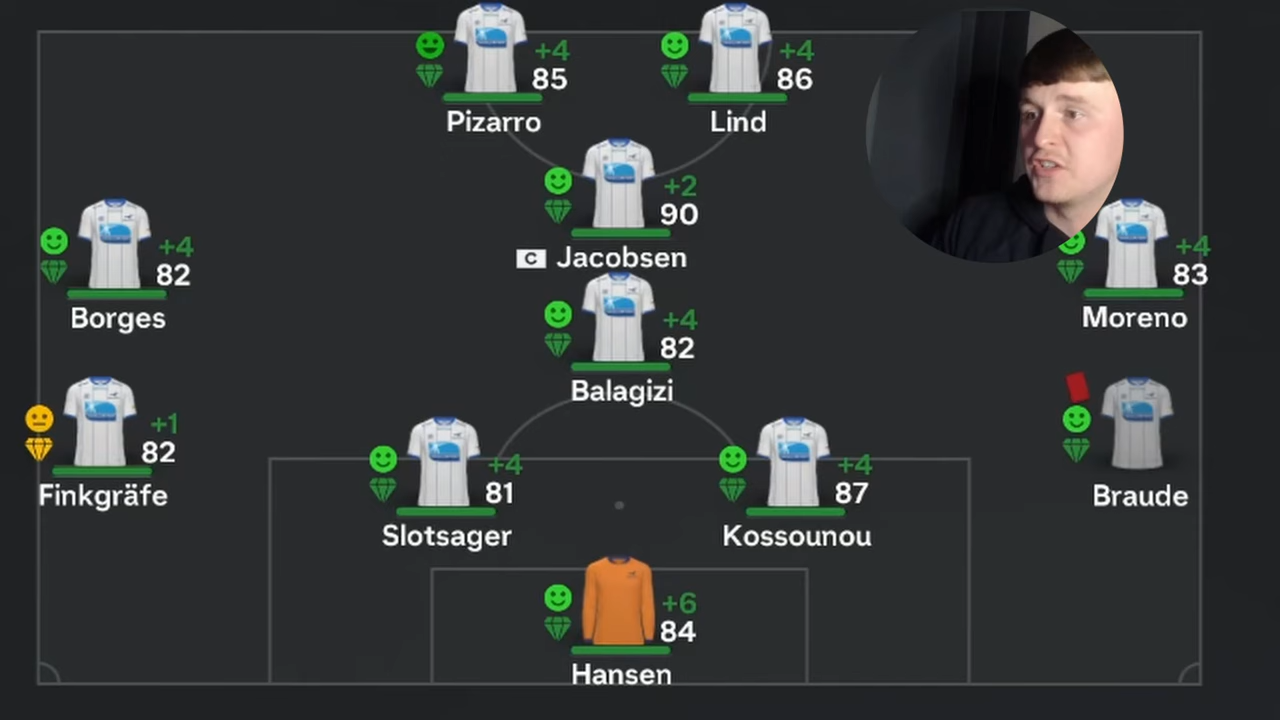 +4
85
Pizarro
+4
86
Lind
+2
90
C Jacobsen
+4
82
Borges
+4
83
Moreno
+4
82
Balagizi
+1
82
Finkgräfe
+4
81
Slotsager
+4
87
Kossounou
Braude
+6
84
Hansen